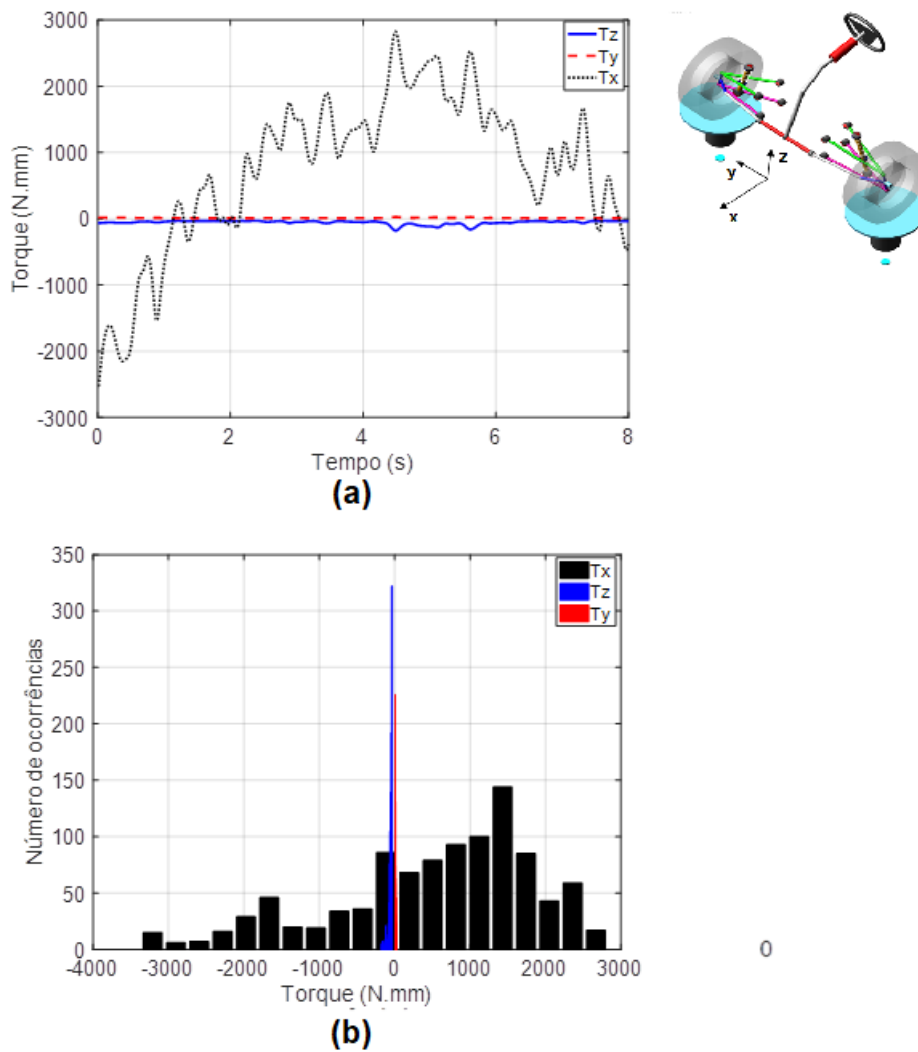 3000
2000
1000
0
-1000
-2000
-3000
Torque (N.mm)
Tz
Ty
Tx
0 2 4 6 8
Tempo (s)
(a)
z
y
x
350
300
250
200
150
100
50
0
Número de ocorrências
Tx
Tz
Ty
-4000 -3000 -2000 -1000 0 1000 2000 3000
Torque (N.mm)
(b)
0